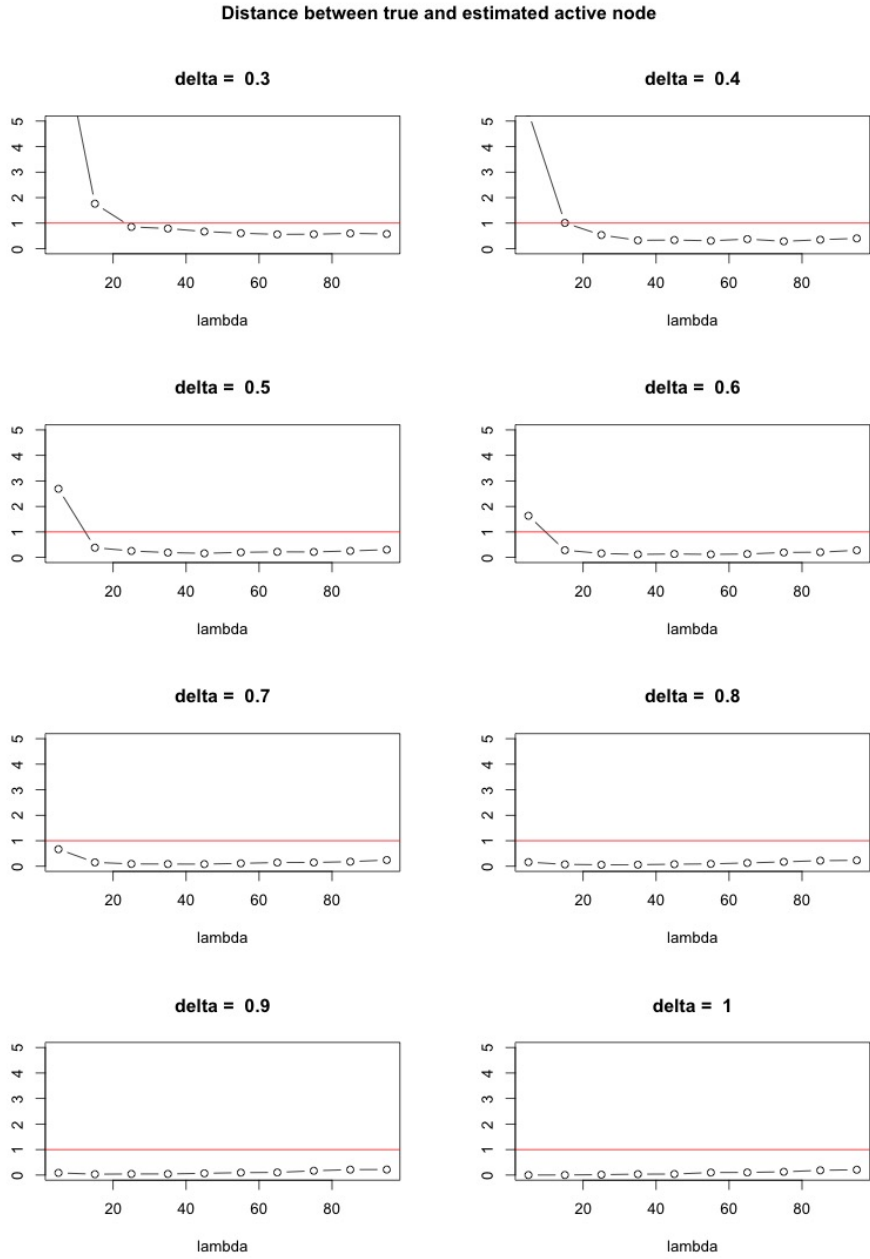 Distance between true and estimated active node
delta = 0.3
5
4
3
2
1
0
20 40 60 80
lambda
delta = 0.4
5
4
3
2
1
0
20 40 60 80
lambda
delta = 0.5
5
4
3
2
1
0
20 40 60 80
lambda
delta = 0.6
5
4
3
2
1
0
20 40 60 80
lambda
delta = 0.7
5
4
3
2
1
0
20 40 60 80
lambda
delta = 0.8
5
4
3
2
1
0
20 40 60 80
lambda
delta = 0.9
5
4
3
2
1
0
20 40 60 80
lambda
delta = 1
5
4
3
2
1
0
20 40 60 80
lambda